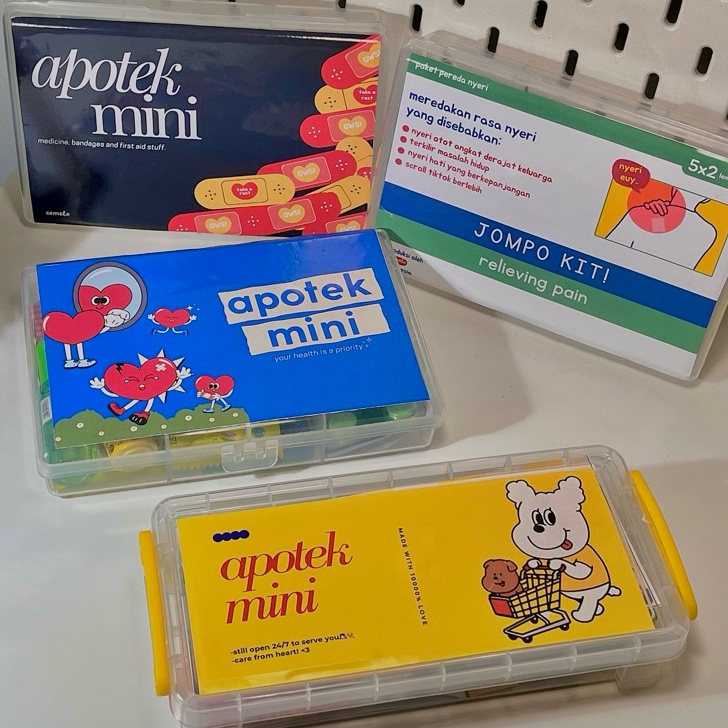 apotek
mini
medicine, bandages and first aid stuff.
GWS!
take a rest
GWS!
GWS!
take a rest
GWS!
GWS!
comoto
paket pereda nyeri
meredakan rasa nyeri
yang disebabkan:
nyeri otot angkat derajat keluarga
terkilir masalah hidup
nyeri hati yang berkepanjangan
scroll tiktok berlebih
nyeri
euy..
5x2
JOMPO KIT!
relieving pain
apotek
mini
your health is a priority
apotek
mini
-still open 24/7 to serve you
-care from heart! <3
MADE WITH 10000% LOVE